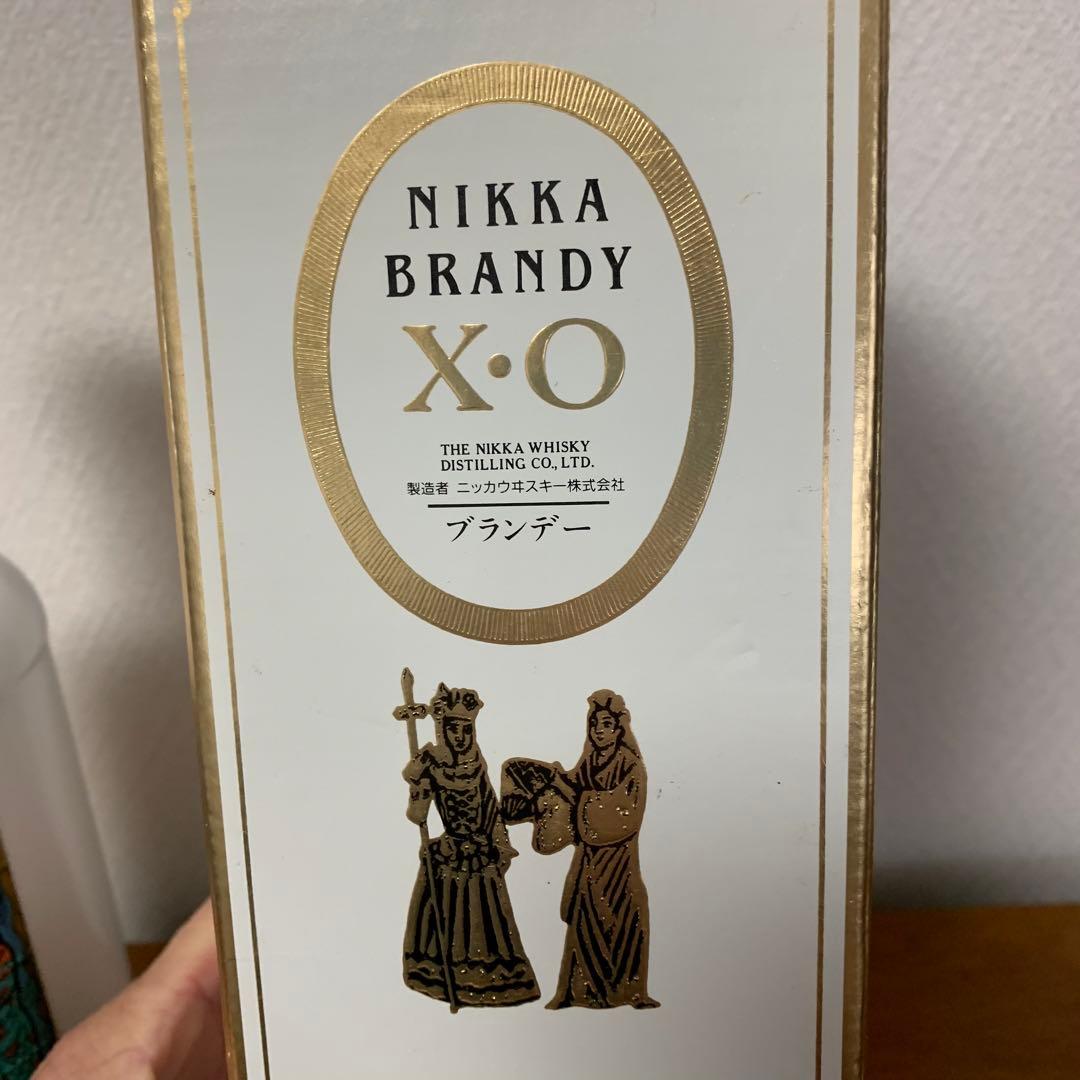 NIKKA
BRANDY
X・O
THE NIKKA WHISKY
DISTILLING CO., LTD.
製造者 ニッカウヰスキー株式会社
ブランデー